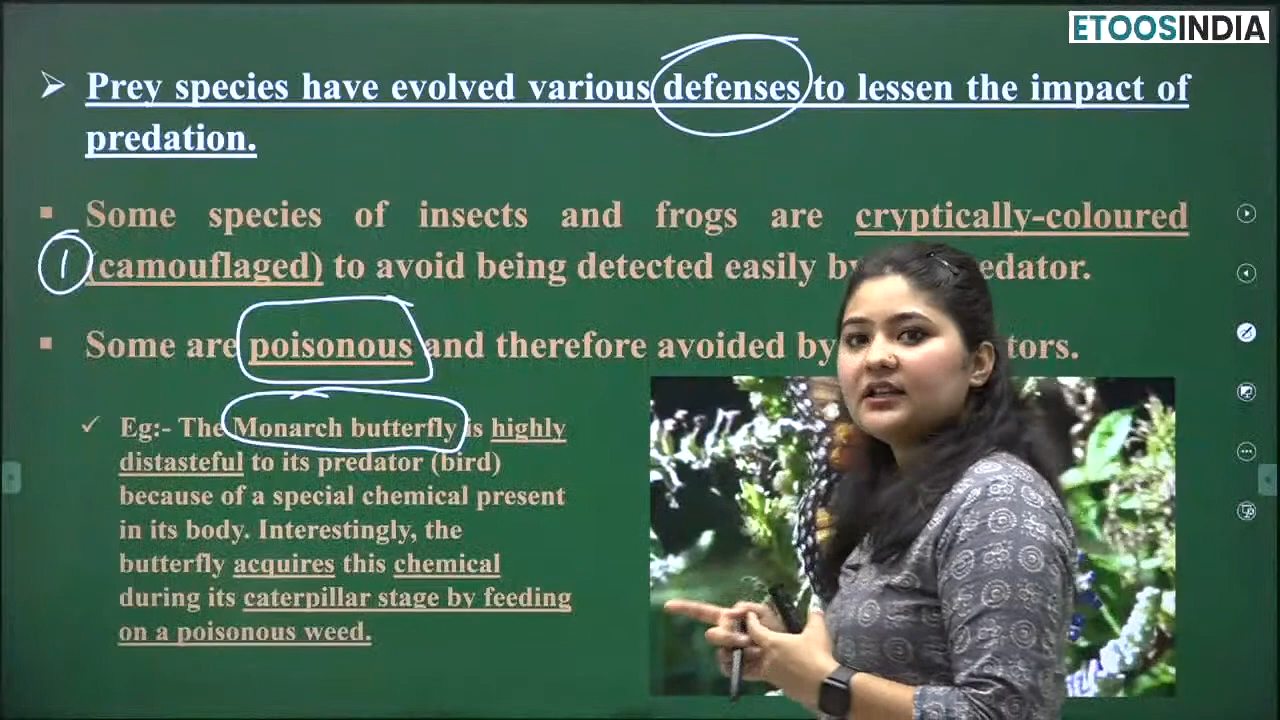 ETOOSINDIA
➢ Prey species have evolved various defenses to lessen the impact of
predation.
▪ Some species of insects and frogs are cryptically-coloured
1 (camouflaged) to avoid being detected easily by edator.
▪ Some are poisonous and therefore avoided by tors.
✓ Eg:- The Monarch butterfly is highly
distasteful to its predator (bird)
because of a special chemical present
in its body. Interestingly, the
butterfly acquires this chemical
during its caterpillar stage by feeding
on a poisonous weed.